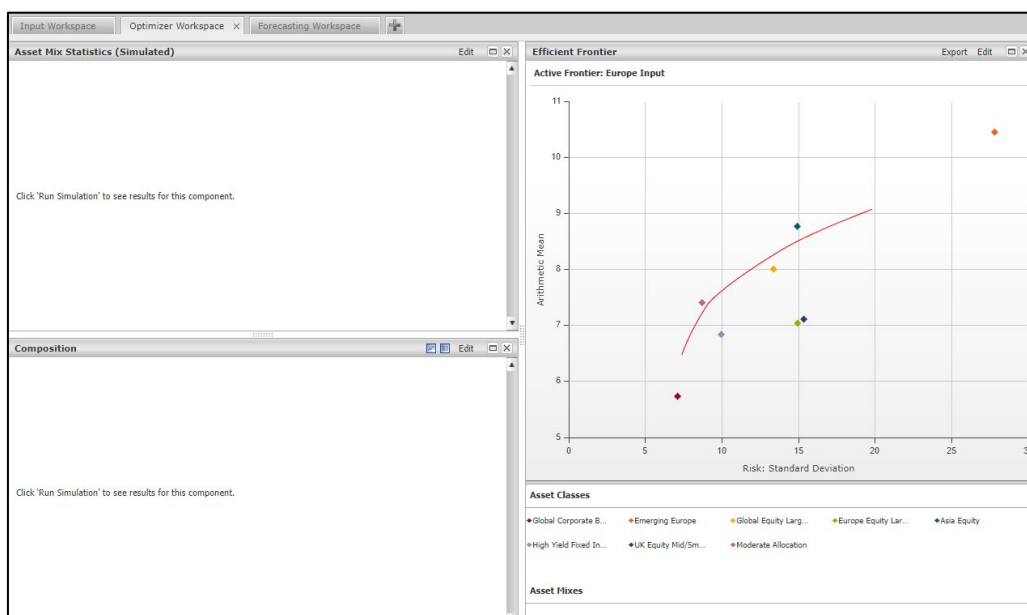 Input Workspace
Optimizer Workspace ×
Forecasting Workspace
Asset Mix Statistics (Simulated)
Edit
Click 'Run Simulation' to see results for this component.
Composition
Edit
Click 'Run Simulation' to see results for this component.
Efficient Frontier
Export Edit
Active Frontier: Europe Input
11
10
9
8
7
6
5
Arithmetic Mean
0 5 10 15 20 25 3
Risk: Standard Deviation
Asset Classes
Global Corporate B... Emerging Europe Global Equity Larg... Europe Equity Lar... Asia Equity
High Yield Fixed In... UK Equity Mid/Sm... Moderate Allocation
Asset Mixes